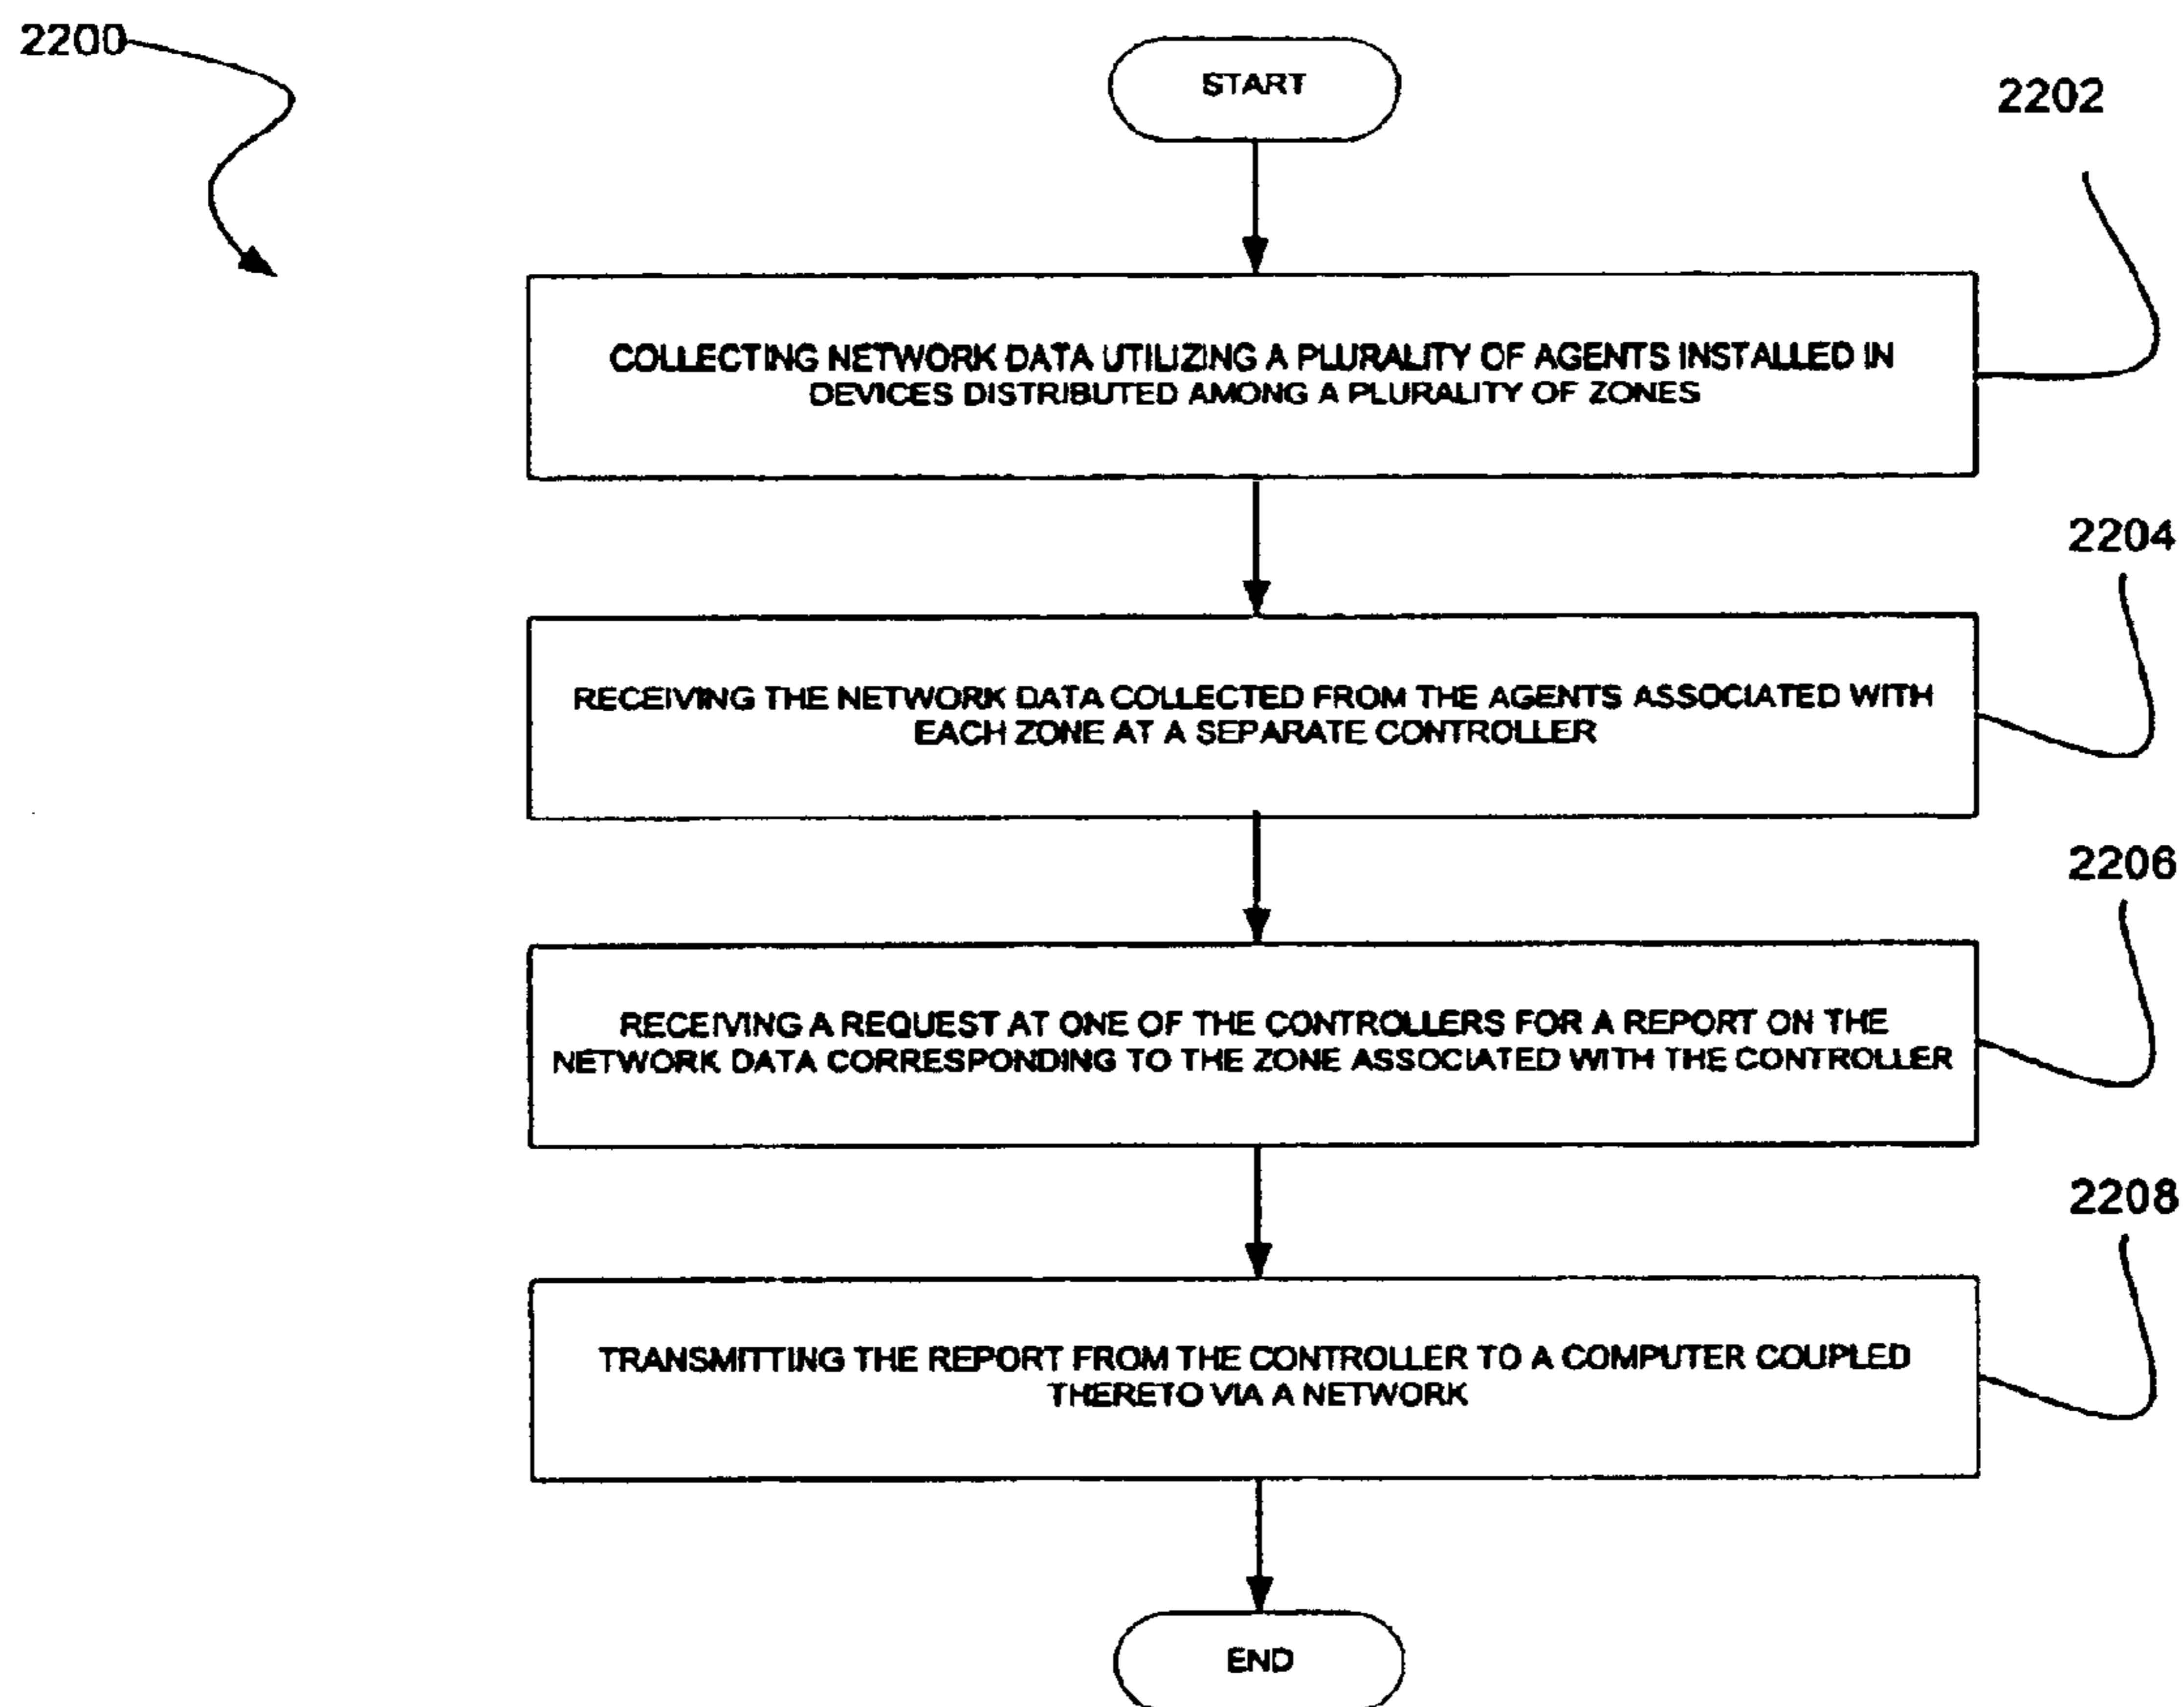 2200
START
2202
COLLECTING NETWORK DATA UTILIZING A PLURALITY OF AGENTS INSTALLED IN
DEVICES DISTRIBUTED AMONG A PLURALITY OF ZONES
2204
RECEIVING THE NETWORK DATA COLLECTED FROM THE AGENTS ASSOCIATED WITH
EACH ZONE AT A SEPARATE CONTROLLER
2206
RECEIVING A REQUEST AT ONE OF THE CONTROLLERS FOR A REPORT ON THE
NETWORK DATA CORRESPONDING TO THE ZONE ASSOCIATED WITH THE CONTROLLER
2208
TRANSMITTING THE REPORT FROM THE CONTROLLER TO A COMPUTER COUPLED
THERETO VIA A NETWORK
END